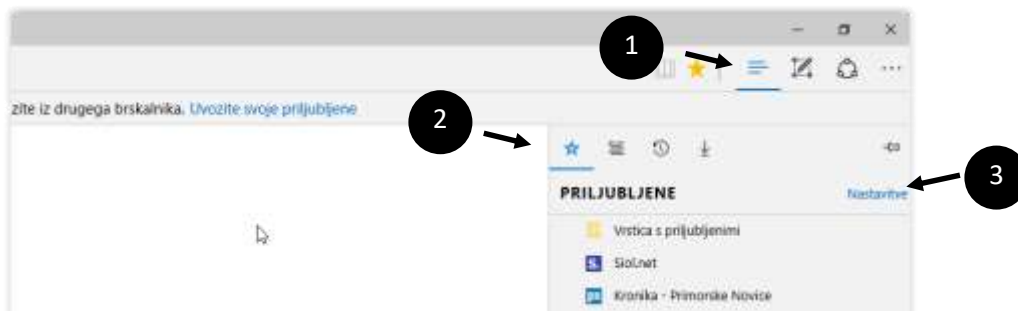 1
zite iz drugega brskalnika. Uvozite svoje priljubljene
2
3
PRILJUBLJENE
Nastavitve
Vrstica s priljubljenimi
Siol.net
Kronika - Primorske Novice